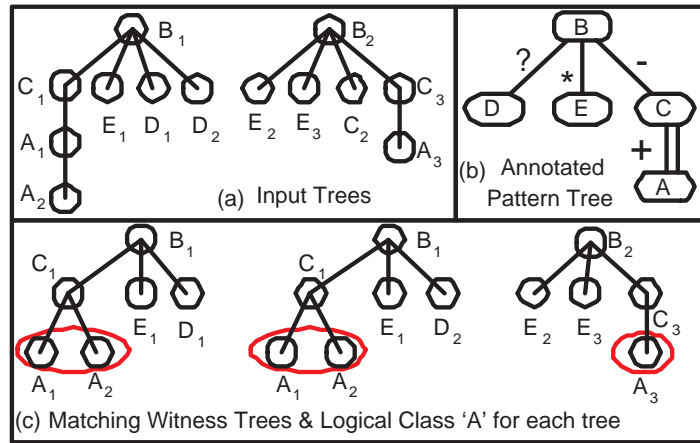 B1
C1
E1 D1 D2
A1
A2
B2
E2 E3 C2 C3
A3
(a) Input Trees
B
? * -
D E C
+
A
(b) Annotated
Pattern Tree
B1
C1
E1 D1
A1 A2
B1
C1
E1 D2
A1 A2
B2
E2 E3 C3
A3
(c) Matching Witness Trees & Logical Class 'A' for each tree